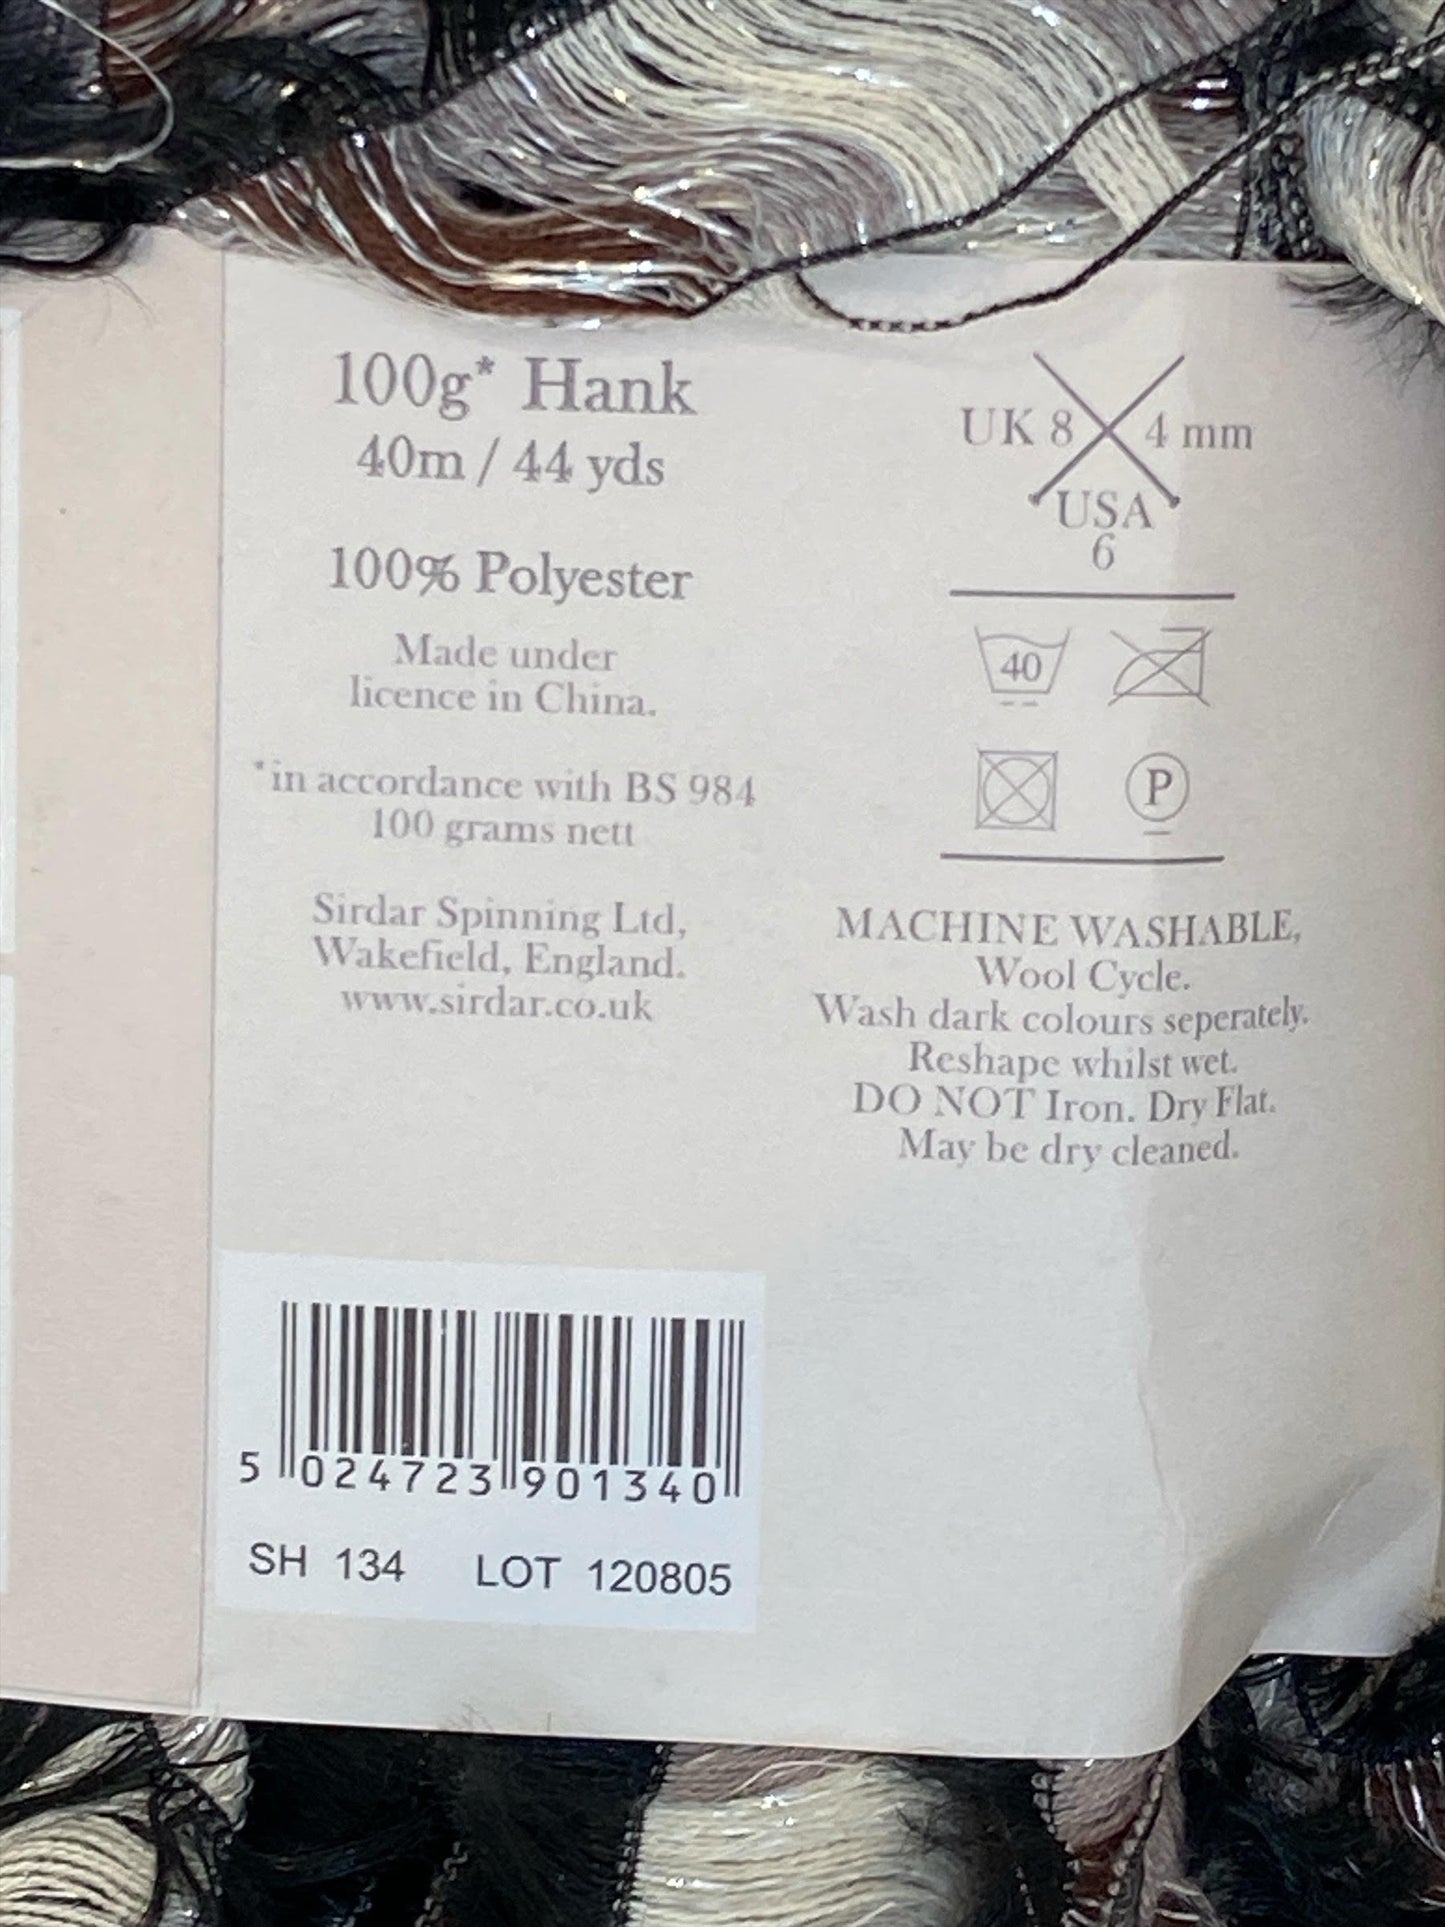 100g* Hank
40m / 44 yds
100% Polyester
Made under
licence in China.
*in accordance with BS 984
100 grams nett
Sirdar Spinning Ltd,
Wakefield, England.
www.sirdar.co.uk
UK 8 4 mm
USA
6
40
P
MACHINE WASHABLE,
Wool Cycle.
Wash dark colours seperately.
Reshape whilst wet.
DO NOT Iron. Dry Flat.
May be dry cleaned.
5 024723 901340
SH 134 LOT 120805